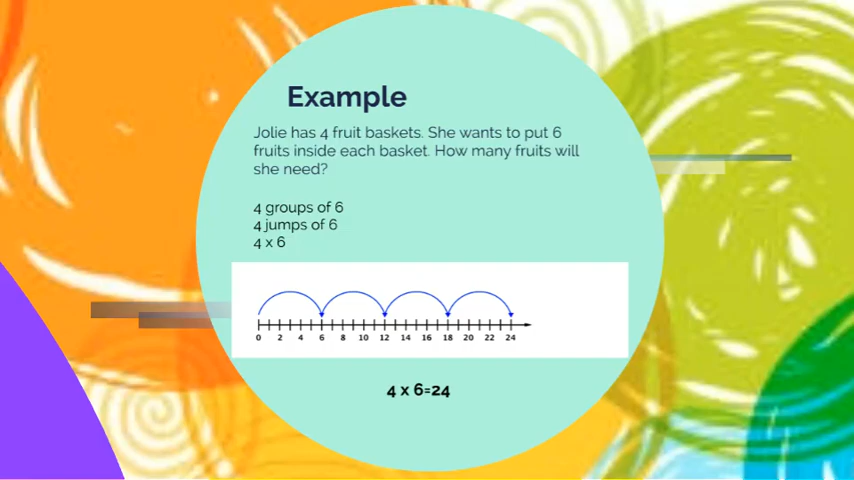 Example
Jolie has 4 fruit baskets. She wants to put 6
fruits inside each basket. How many fruits will
she need?
4 groups of 6
4 jumps of 6
4 x 6
0 2 4 6 8 10 12 14 16 18 20 22 24
4 x 6=24